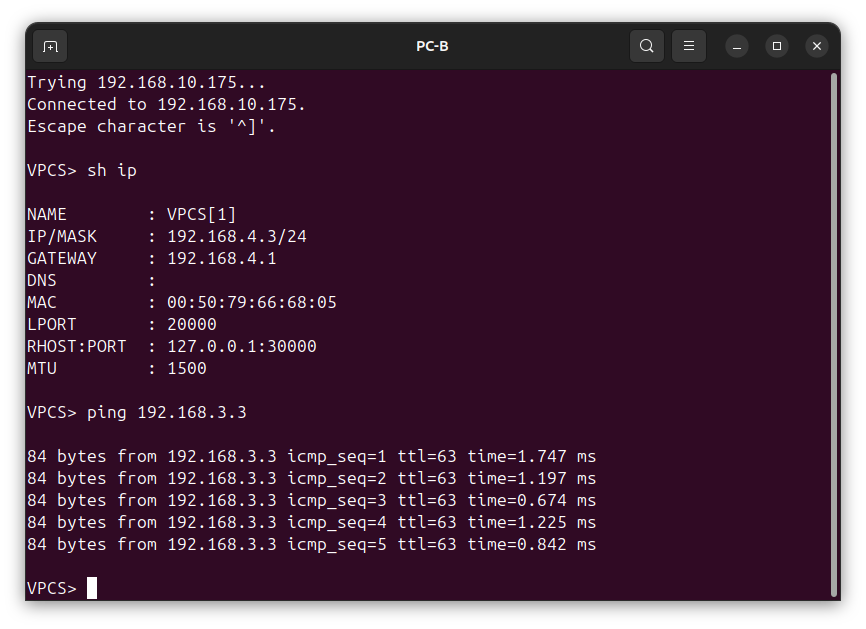 PC-B
Trying 192.168.10.175...
Connected to 192.168.10.175.
Escape character is '^]'.
VPCS> sh ip
NAME        : VPCS[1]
IP/MASK     : 192.168.4.3/24
GATEWAY     : 192.168.4.1
DNS         :
MAC         : 00:50:79:66:68:05
LPORT       : 20000
RHOST:PORT  : 127.0.0.1:30000
MTU         : 1500
VPCS> ping 192.168.3.3
84 bytes from 192.168.3.3 icmp_seq=1 ttl=63 time=1.747 ms
84 bytes from 192.168.3.3 icmp_seq=2 ttl=63 time=1.197 ms
84 bytes from 192.168.3.3 icmp_seq=3 ttl=63 time=0.674 ms
84 bytes from 192.168.3.3 icmp_seq=4 ttl=63 time=1.225 ms
84 bytes from 192.168.3.3 icmp_seq=5 ttl=63 time=0.842 ms
VPCS>